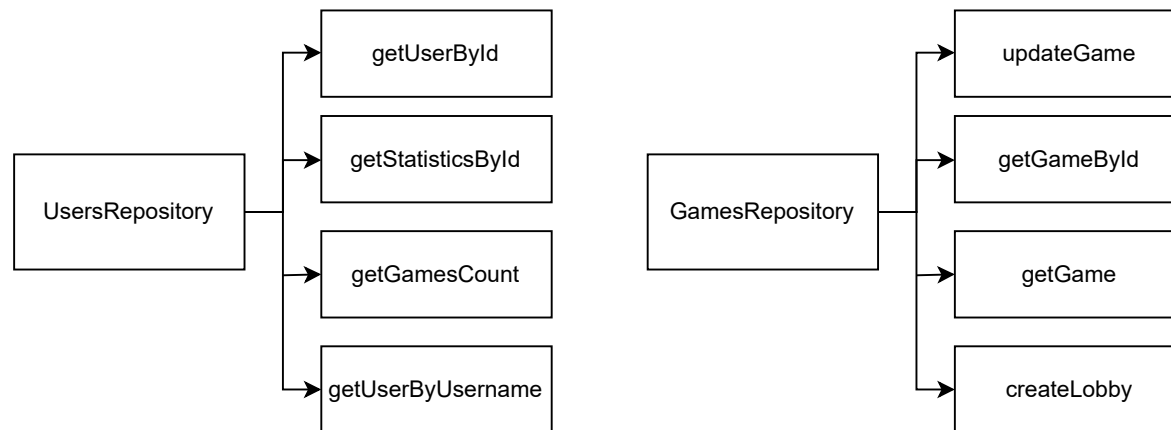 UsersRepository
getUserById
getStatisticsById
getGamesCount
getUserByUsername
GamesRepository
updateGame
getGameById
getGame
createLobby